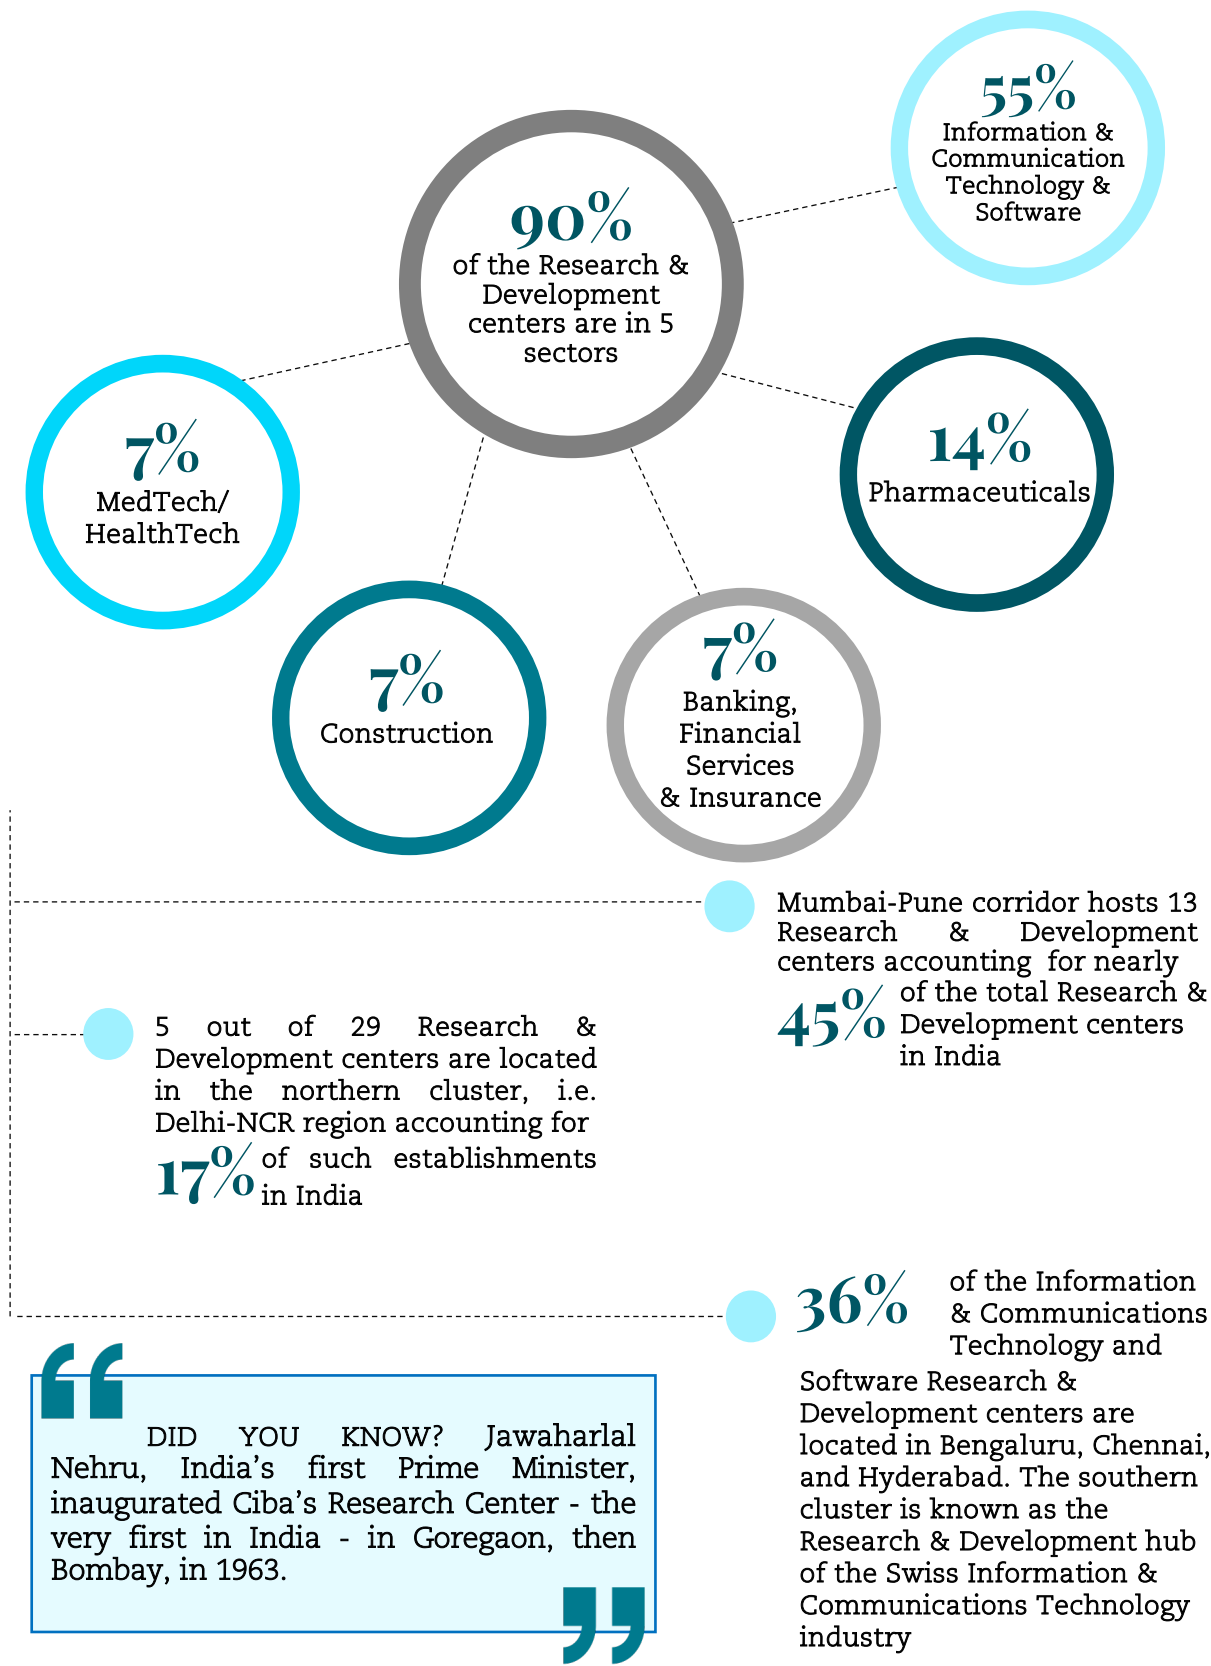 55%
Information &
Communication
Technology &
Software
90%
of the Research &
Development
centers are in 5
sectors
14%
Pharmaceuticals
7%
MedTech/
HealthTech
7%
Construction
7%
Banking,
Financial
Services
& Insurance
Mumbai-Pune corridor hosts 13
Research & Development
centers accounting for nearly
45% of the total Research &
Development centers
in India
5 out of 29 Research &
Development centers are located
in the northern cluster, i.e.
Delhi-NCR region accounting for
17% of such establishments
in India
36% of the Information
& Communications
Technology and
Software Research &
Development centers are
located in Bengaluru, Chennai,
and Hyderabad. The southern
cluster is known as the
Research & Development hub
of the Swiss Information &
Communications Technology
industry
“
DID YOU KNOW? Jawaharlal
Nehru, India's first Prime Minister,
inaugurated Ciba's Research Center - the
very first in India - in Goregaon, then
Bombay, in 1963.
”